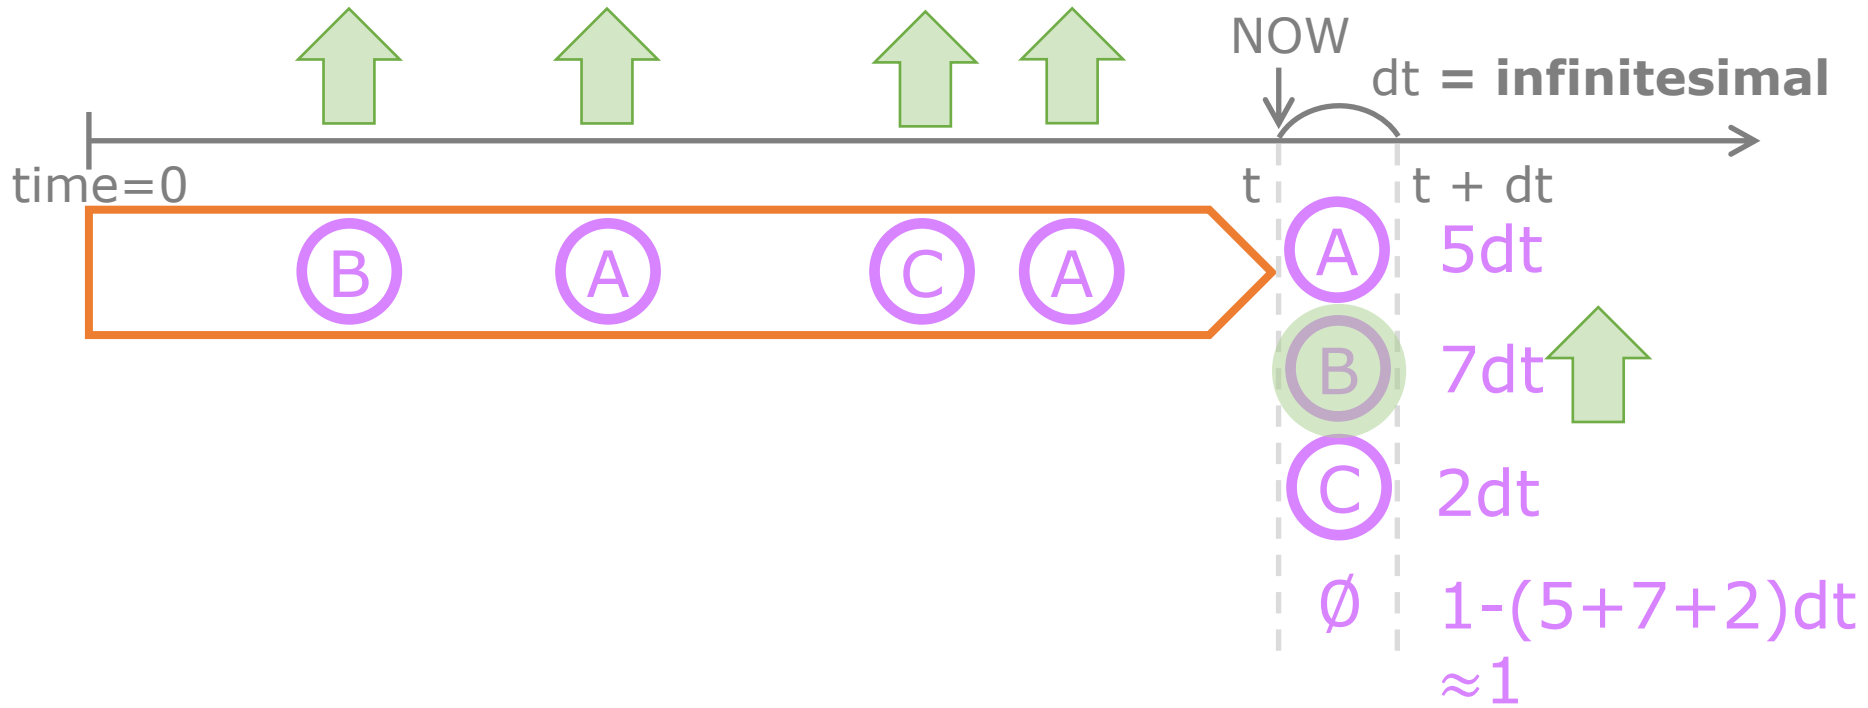 NOW
dt = infinitesimal
time=0
t
t + dt
B A C A
A 5dt
B 7dt
C 2dt
Ø 1-(5+7+2)dt
≈1